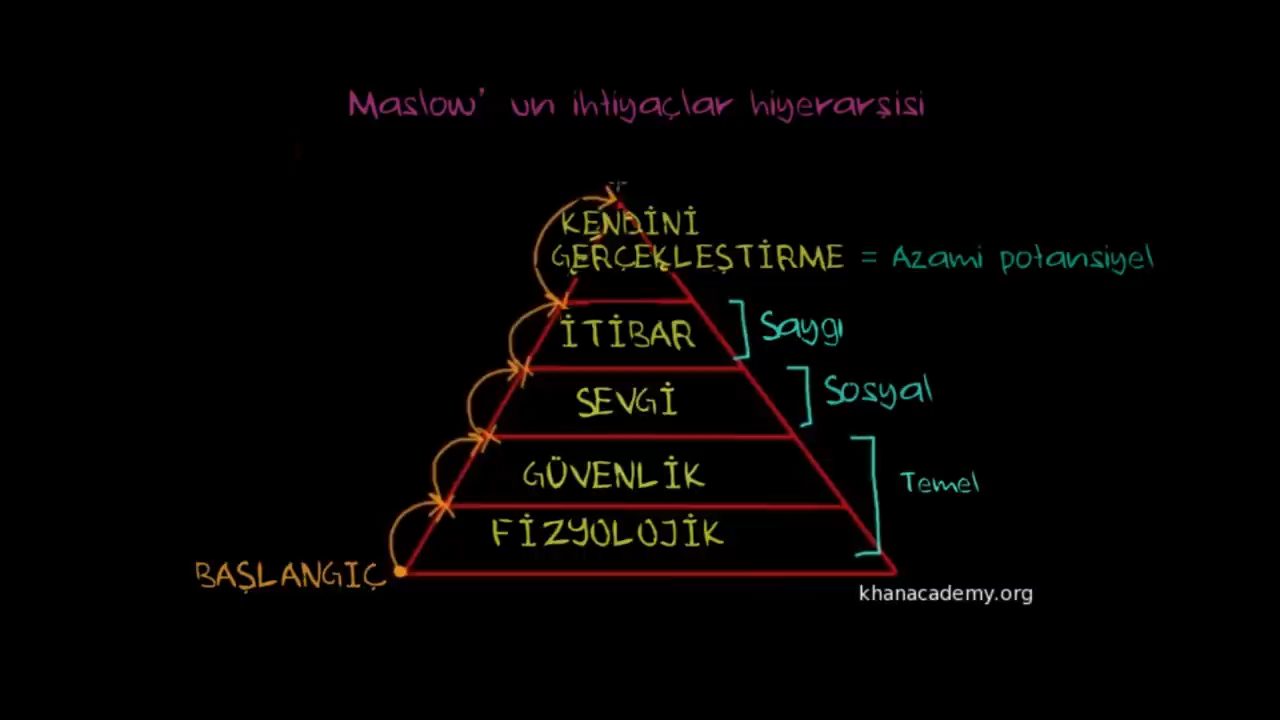 Maslow' un ihtiyaçlar hiyerarşisi
KENDİNİ
GERÇEKLEŞTİRME = Azami potansiyel
İTİBAR
Saygı
SEVGİ
Sosyal
GÜVENLİK
Temel
FİZYOLOJİK
BAŞLANGIÇ
khanacademy.org